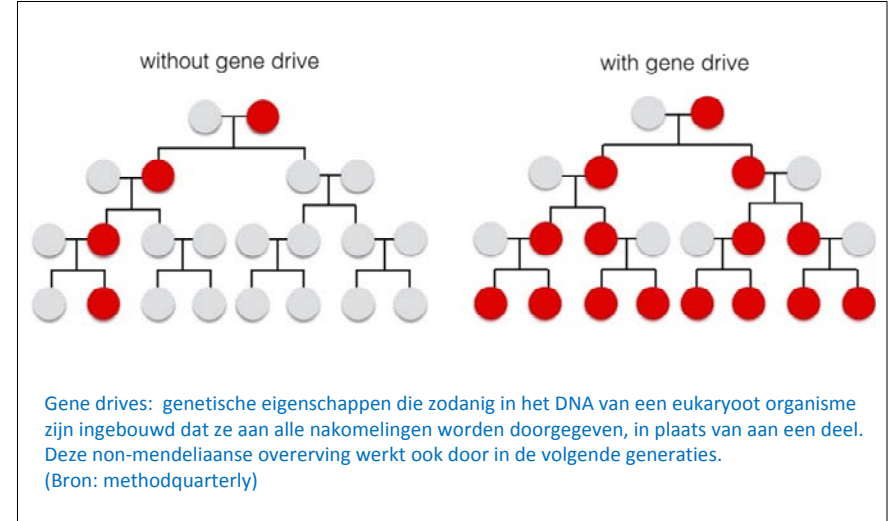 without gene drive
with gene drive
Gene drives: genetische eigenschappen die zodanig in het DNA van een eukaryoot organisme
zijn ingebouwd dat ze aan alle nakomelingen worden doorgegeven, in plaats van aan een deel.
Deze non-mendeliaanse overerving werkt ook door in de volgende generaties.
(Bron: methodquarterly)